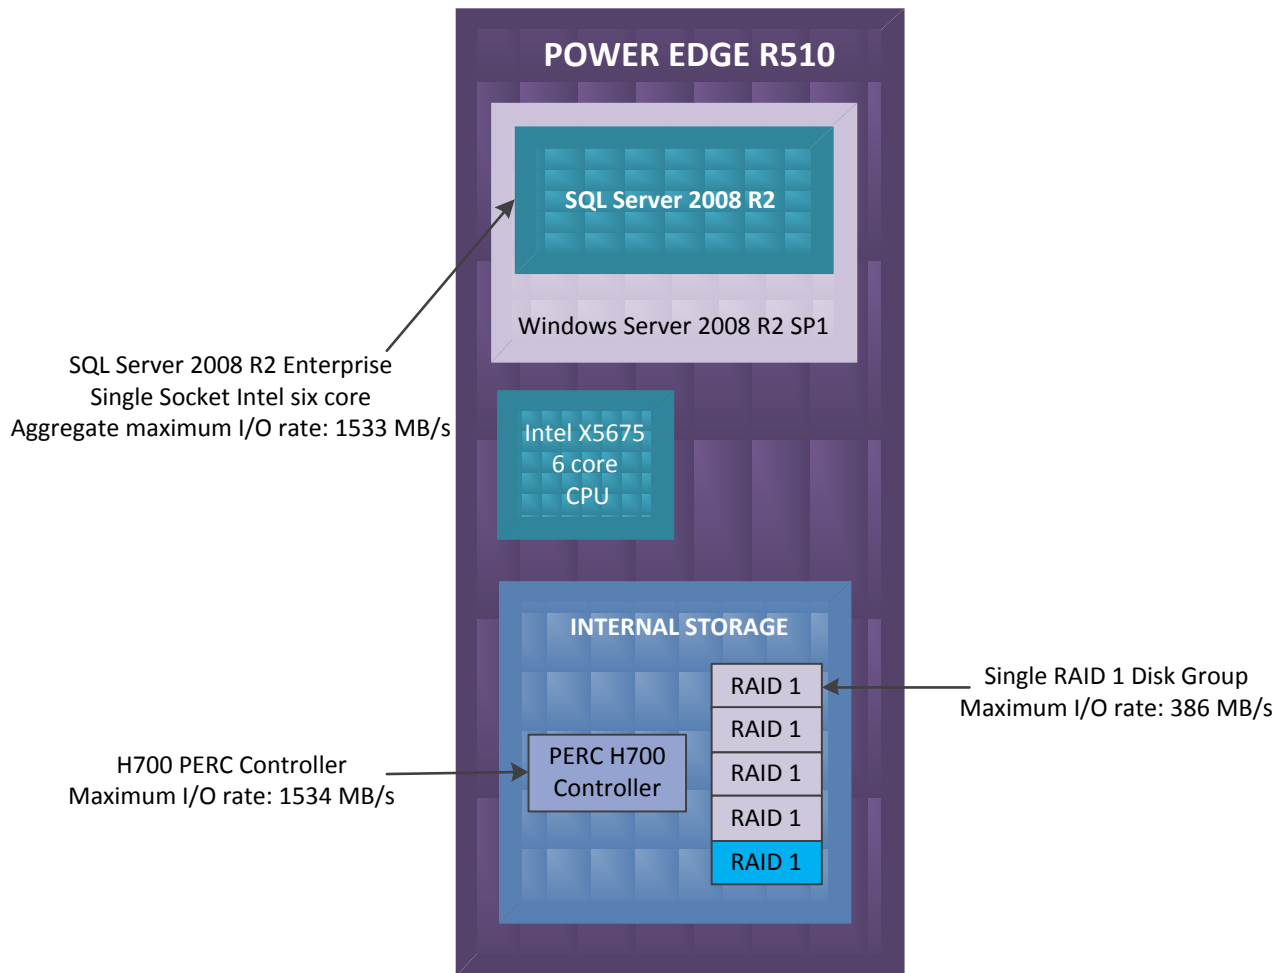 POWER EDGE R510
SQL Server 2008 R2
Windows Server 2008 R2 SP1
SQL Server 2008 R2 Enterprise
Single Socket Intel six core
Aggregate maximum I/O rate: 1533 MB/s
Intel X5675
6 core
CPU
INTERNAL STORAGE
RAID 1
RAID 1
RAID 1
RAID 1
RAID 1
Single RAID 1 Disk Group
Maximum I/O rate: 386 MB/s
PERC H700
Controller
H700 PERC Controller
Maximum I/O rate: 1534 MB/s